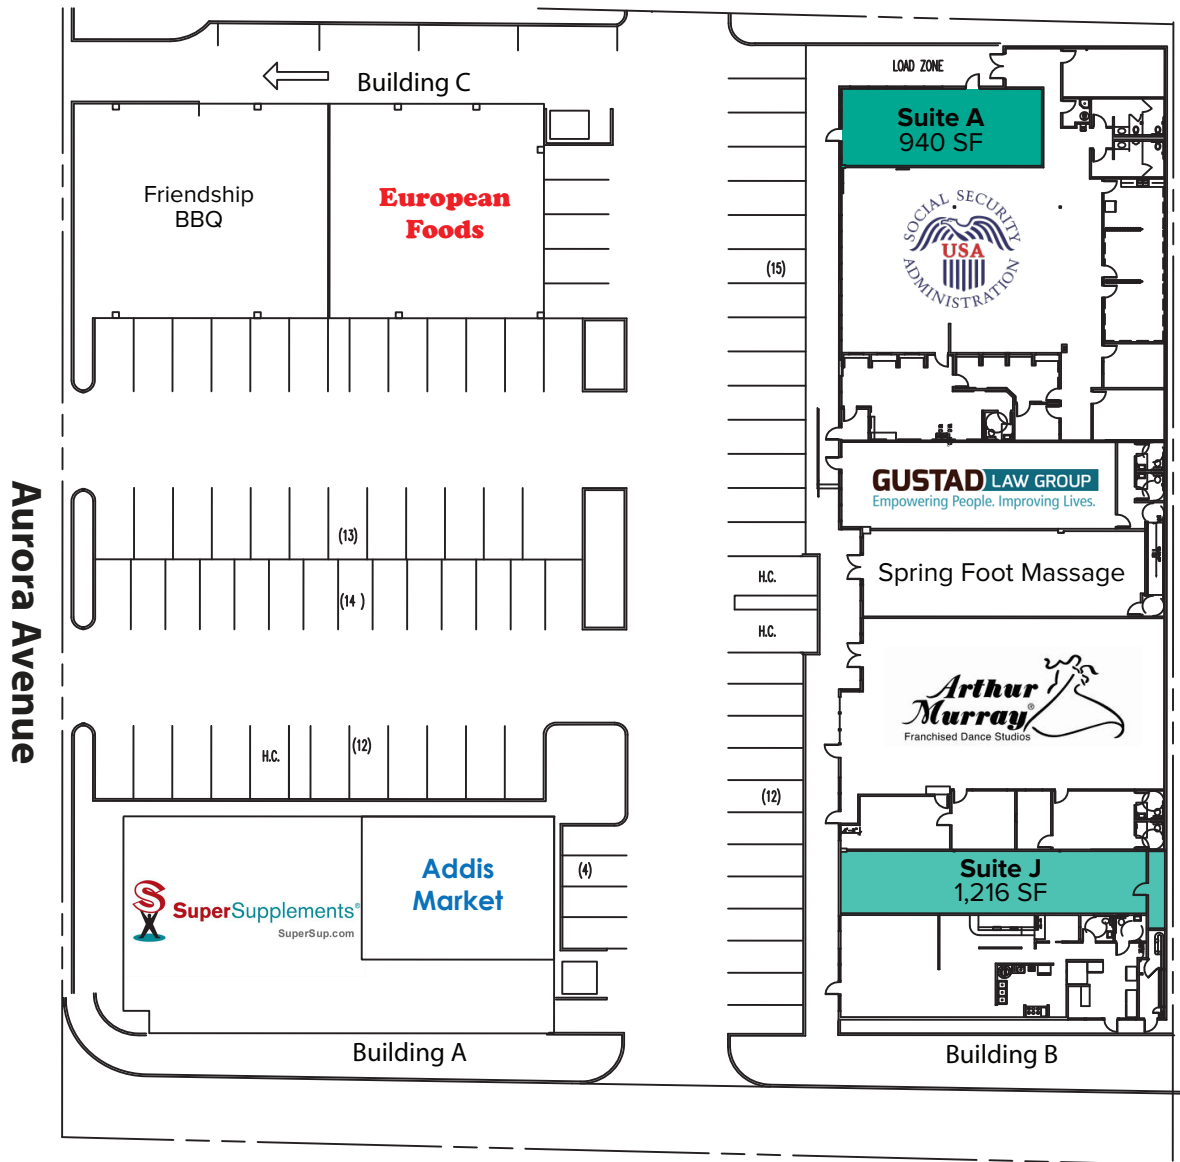 LOAD ZONE
Building C
Suite A
940 SF
Friendship
BBQ
European
Foods
SOCIAL SECURITY
USA
ADMINISTRATION
(15)
GUSTAD LAW GROUP
Empowering People. Improving Lives.
(13)
(14 )
H.C.
H.C.
Spring Foot Massage
Aurora Avenue
Arthur
Murray®
Franchised Dance Studios
H.C.
(12)
(12)
Addis
Market
(4)
Suite J
1,216 SF
SuperSupplements®
SuperSup.com
Building A
Building B